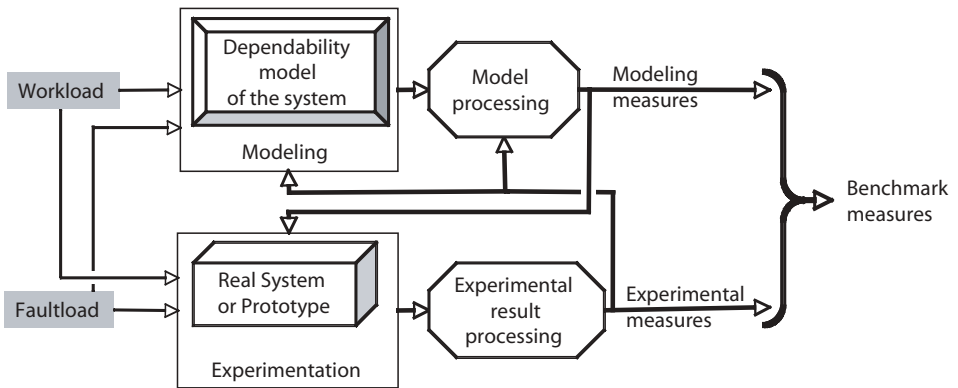 Dependability
model
of the system
Workload
Model
processing
Modeling
measures
Modeling
Benchmark
measures
Real System
or Prototype
Experimental
result
processing
Experimental
measures
Faultload
Experimentation